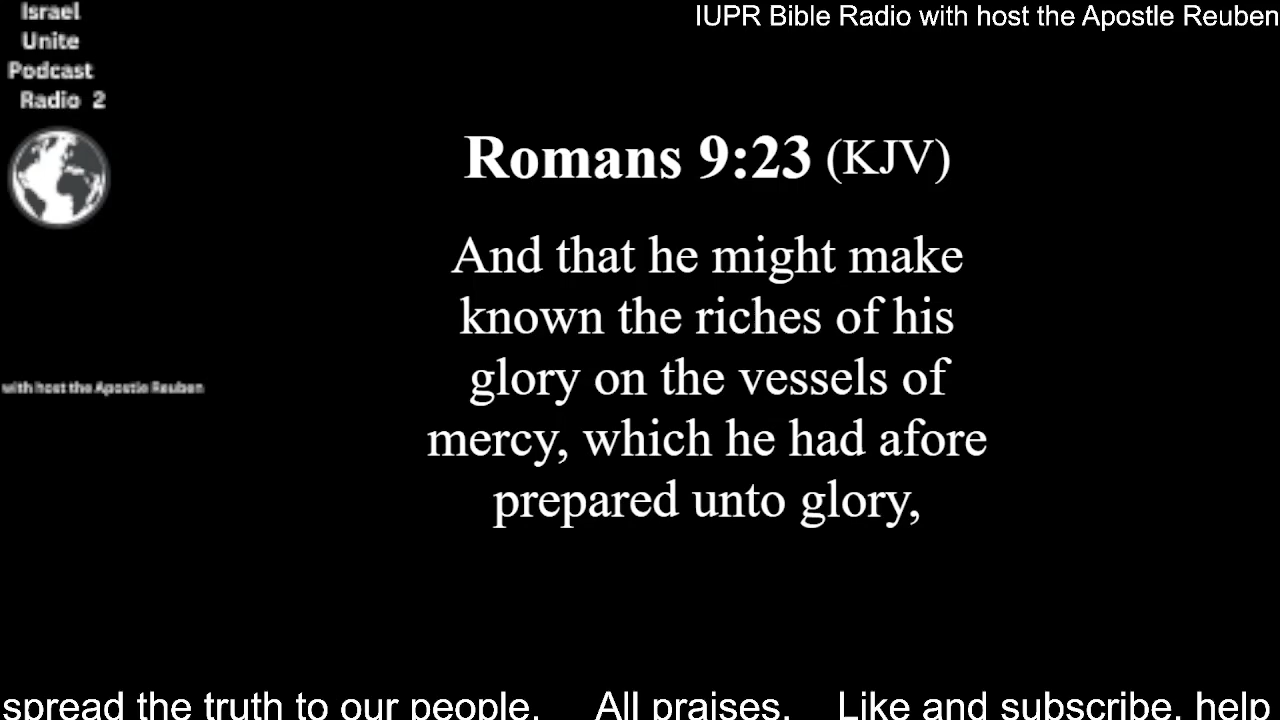 Israel
Unite
Podcast
Radio 2
IUPR Bible Radio with host the Apostle Reuben
Romans 9:23 (KJV)
And that he might make
known the riches of his
glory on the vessels of
mercy, which he had afore
prepared unto glory,
with host the Apostle Reuben
spread the truth to our people. All praises. Like and subscribe, help